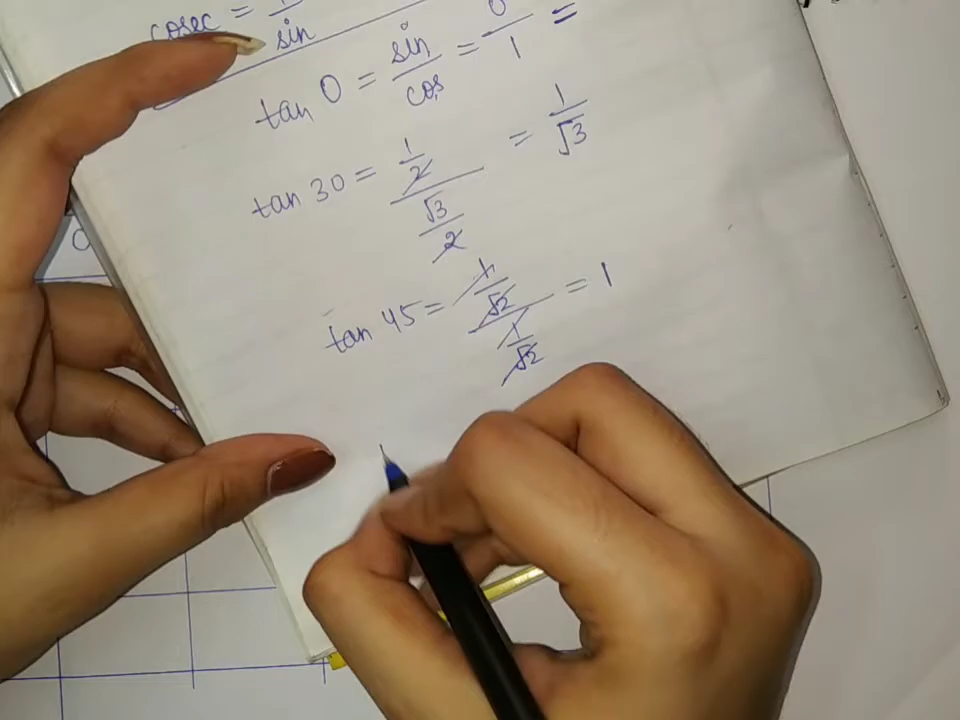 cosec = 1/sin
tan 0 = sin/cos = 0/1 =
tan 30 = (1/2)/(√3/2) = 1/√3
tan 45 = (1/√2)/(1/√2) = 1